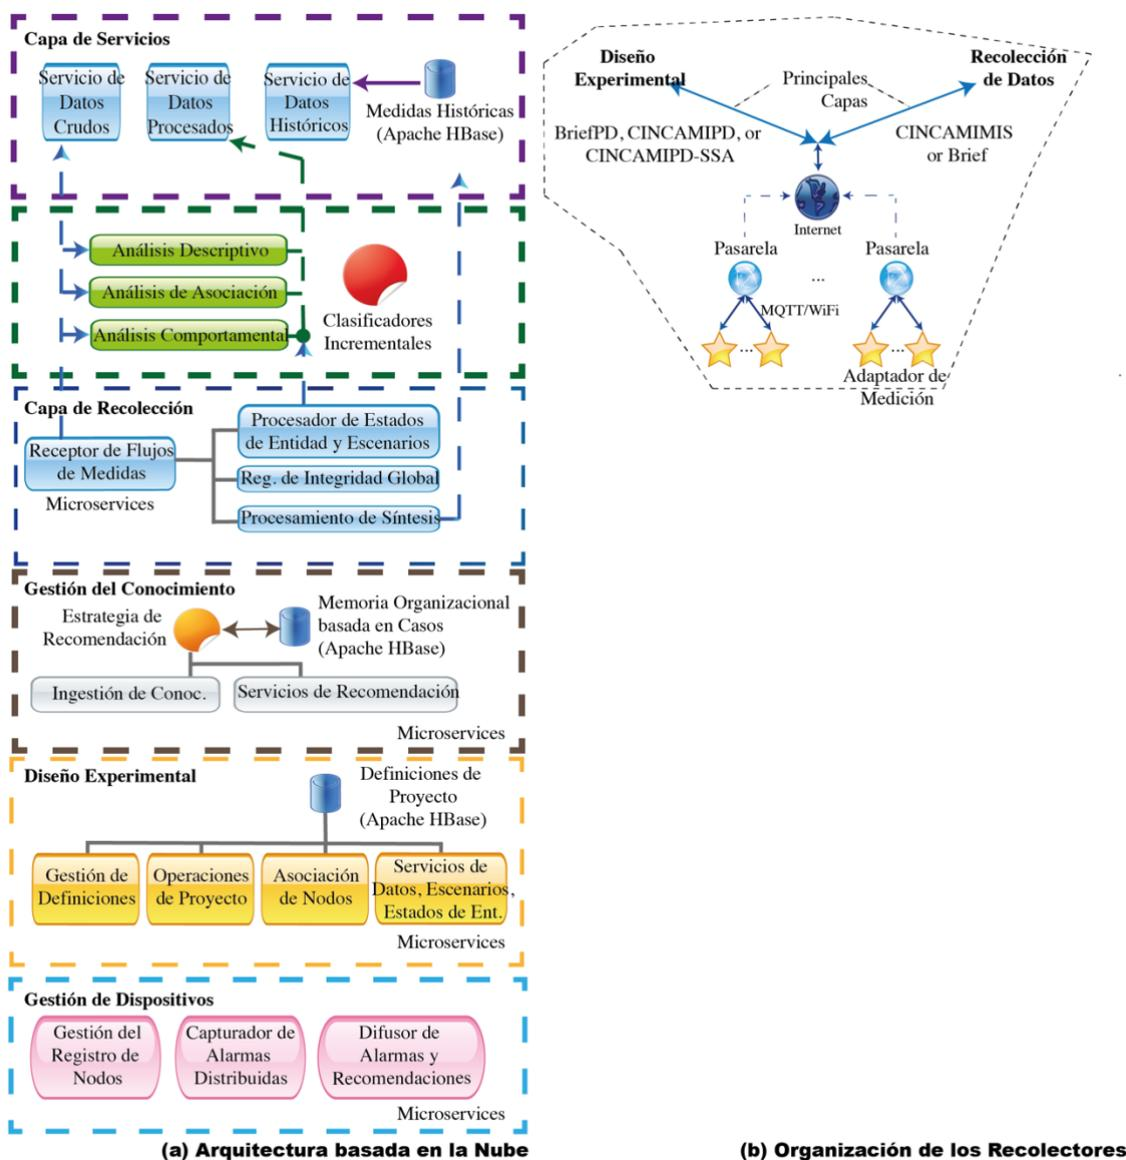 Capa de Servicios
Servicio de
Datos
Crudos
Servicio de
Datos
Procesados
Servicio de
Datos
Históricos
Medidas Históricas
(Apache HBase)
Análisis Descriptivo
Análisis de Asociación
Análisis Comportamental
Clasificadores
Incrementales
Capa de Recolección
Receptor de Flujos
de Medidas
Microservices
Procesador de Estados
de Entidad y Escenarios
Reg. de Integridad Global
Procesamiento de Síntesis
Gestión del Conocimiento
Estrategia de
Recomendación
Memoria Organizacional
basada en Casos
(Apache HBase)
Ingestión de Conoc.
Servicios de Recomendación
Microservices
Diseño Experimental
Definiciones de
Proyecto
(Apache HBase)
Gestión de
Definiciones
Operaciones
de Proyecto
Asociación
de Nodos
Servicios de
Datos, Escenarios,
Estados de Ent.
Microservices
Gestión de Dispositivos
Gestión del
Registro de
Nodos
Capturador de
Alarmas
Distribuidas
Difusor de
Alarmas y
Recomendaciones
Microservices
(a) Arquitectura basada en la Nube
Diseño
Experimental
Principales
Capas
Recolección
de Datos
BriefPD, CINCAMIPD, or
CINCAMIPD-SSA
CINCAMIMIS
or Brief
Internet
Pasarela
...
Pasarela
MQTT/WiFi
...
...
Adaptador de
Medición
(b) Organización de los Recolectores